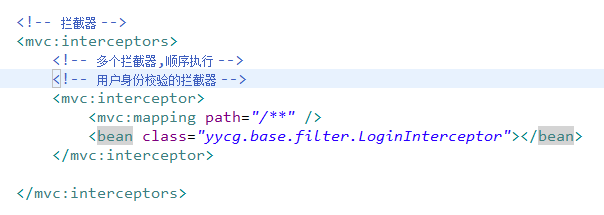 <!-- 拦截器 -->
<mvc:interceptors>
<!-- 多个拦截器,顺序执行 -->
<!-- 用户身份校验的拦截器 -->
<mvc:interceptor>
<mvc:mapping path="/**" />
<bean class="yycg.base.filter.LoginInterceptor"></bean>
</mvc:interceptor>
</mvc:interceptors>